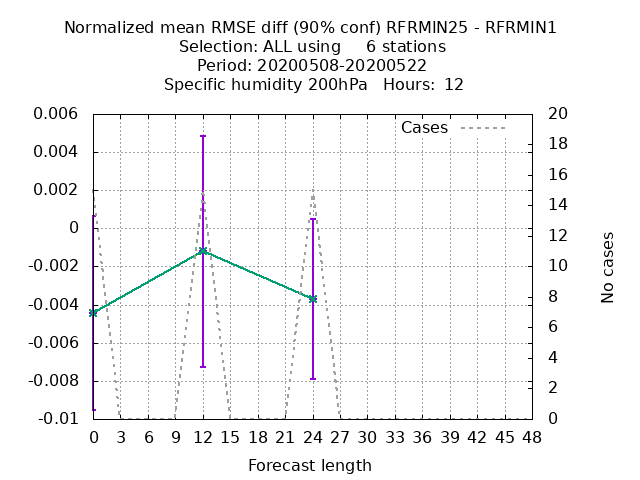 Normalized mean RMSE diff (90% conf) RFRMIN25 - RFRMIN1
Selection: ALL using     6 stations
Period: 20200508-20200522
Specific humidity 200hPa   Hours:  12
Cases
0.006
0.004
0.002
0
-0.002
-0.004
-0.006
-0.008
-0.01
20
18
16
14
12
10
8
6
4
2
0
No cases
0 3 6 9 12 15 18 21 24 27 30 33 36 39 42 45 48
Forecast length